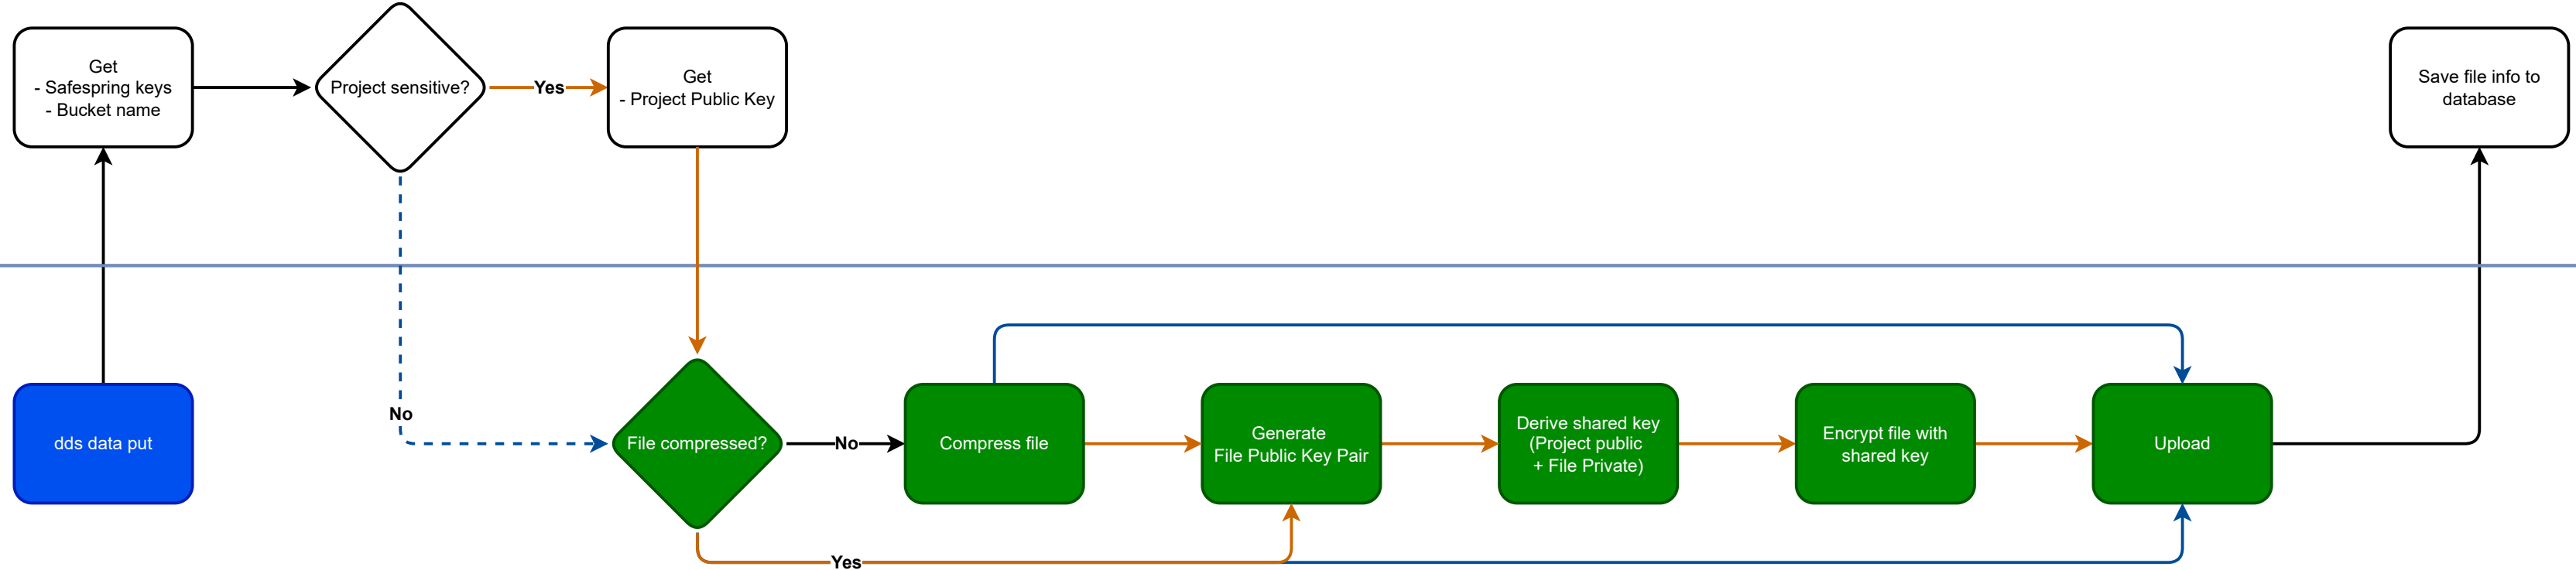 Get
- Safespring keys
- Bucket name
Project sensitive?
Yes
Get
- Project Public Key
Save file info to
database
No
dds data put
File compressed?
No
Compress file
Generate
File Public Key Pair
Derive shared key
(Project public
+ File Private)
Encrypt file with
shared key
Upload
Yes